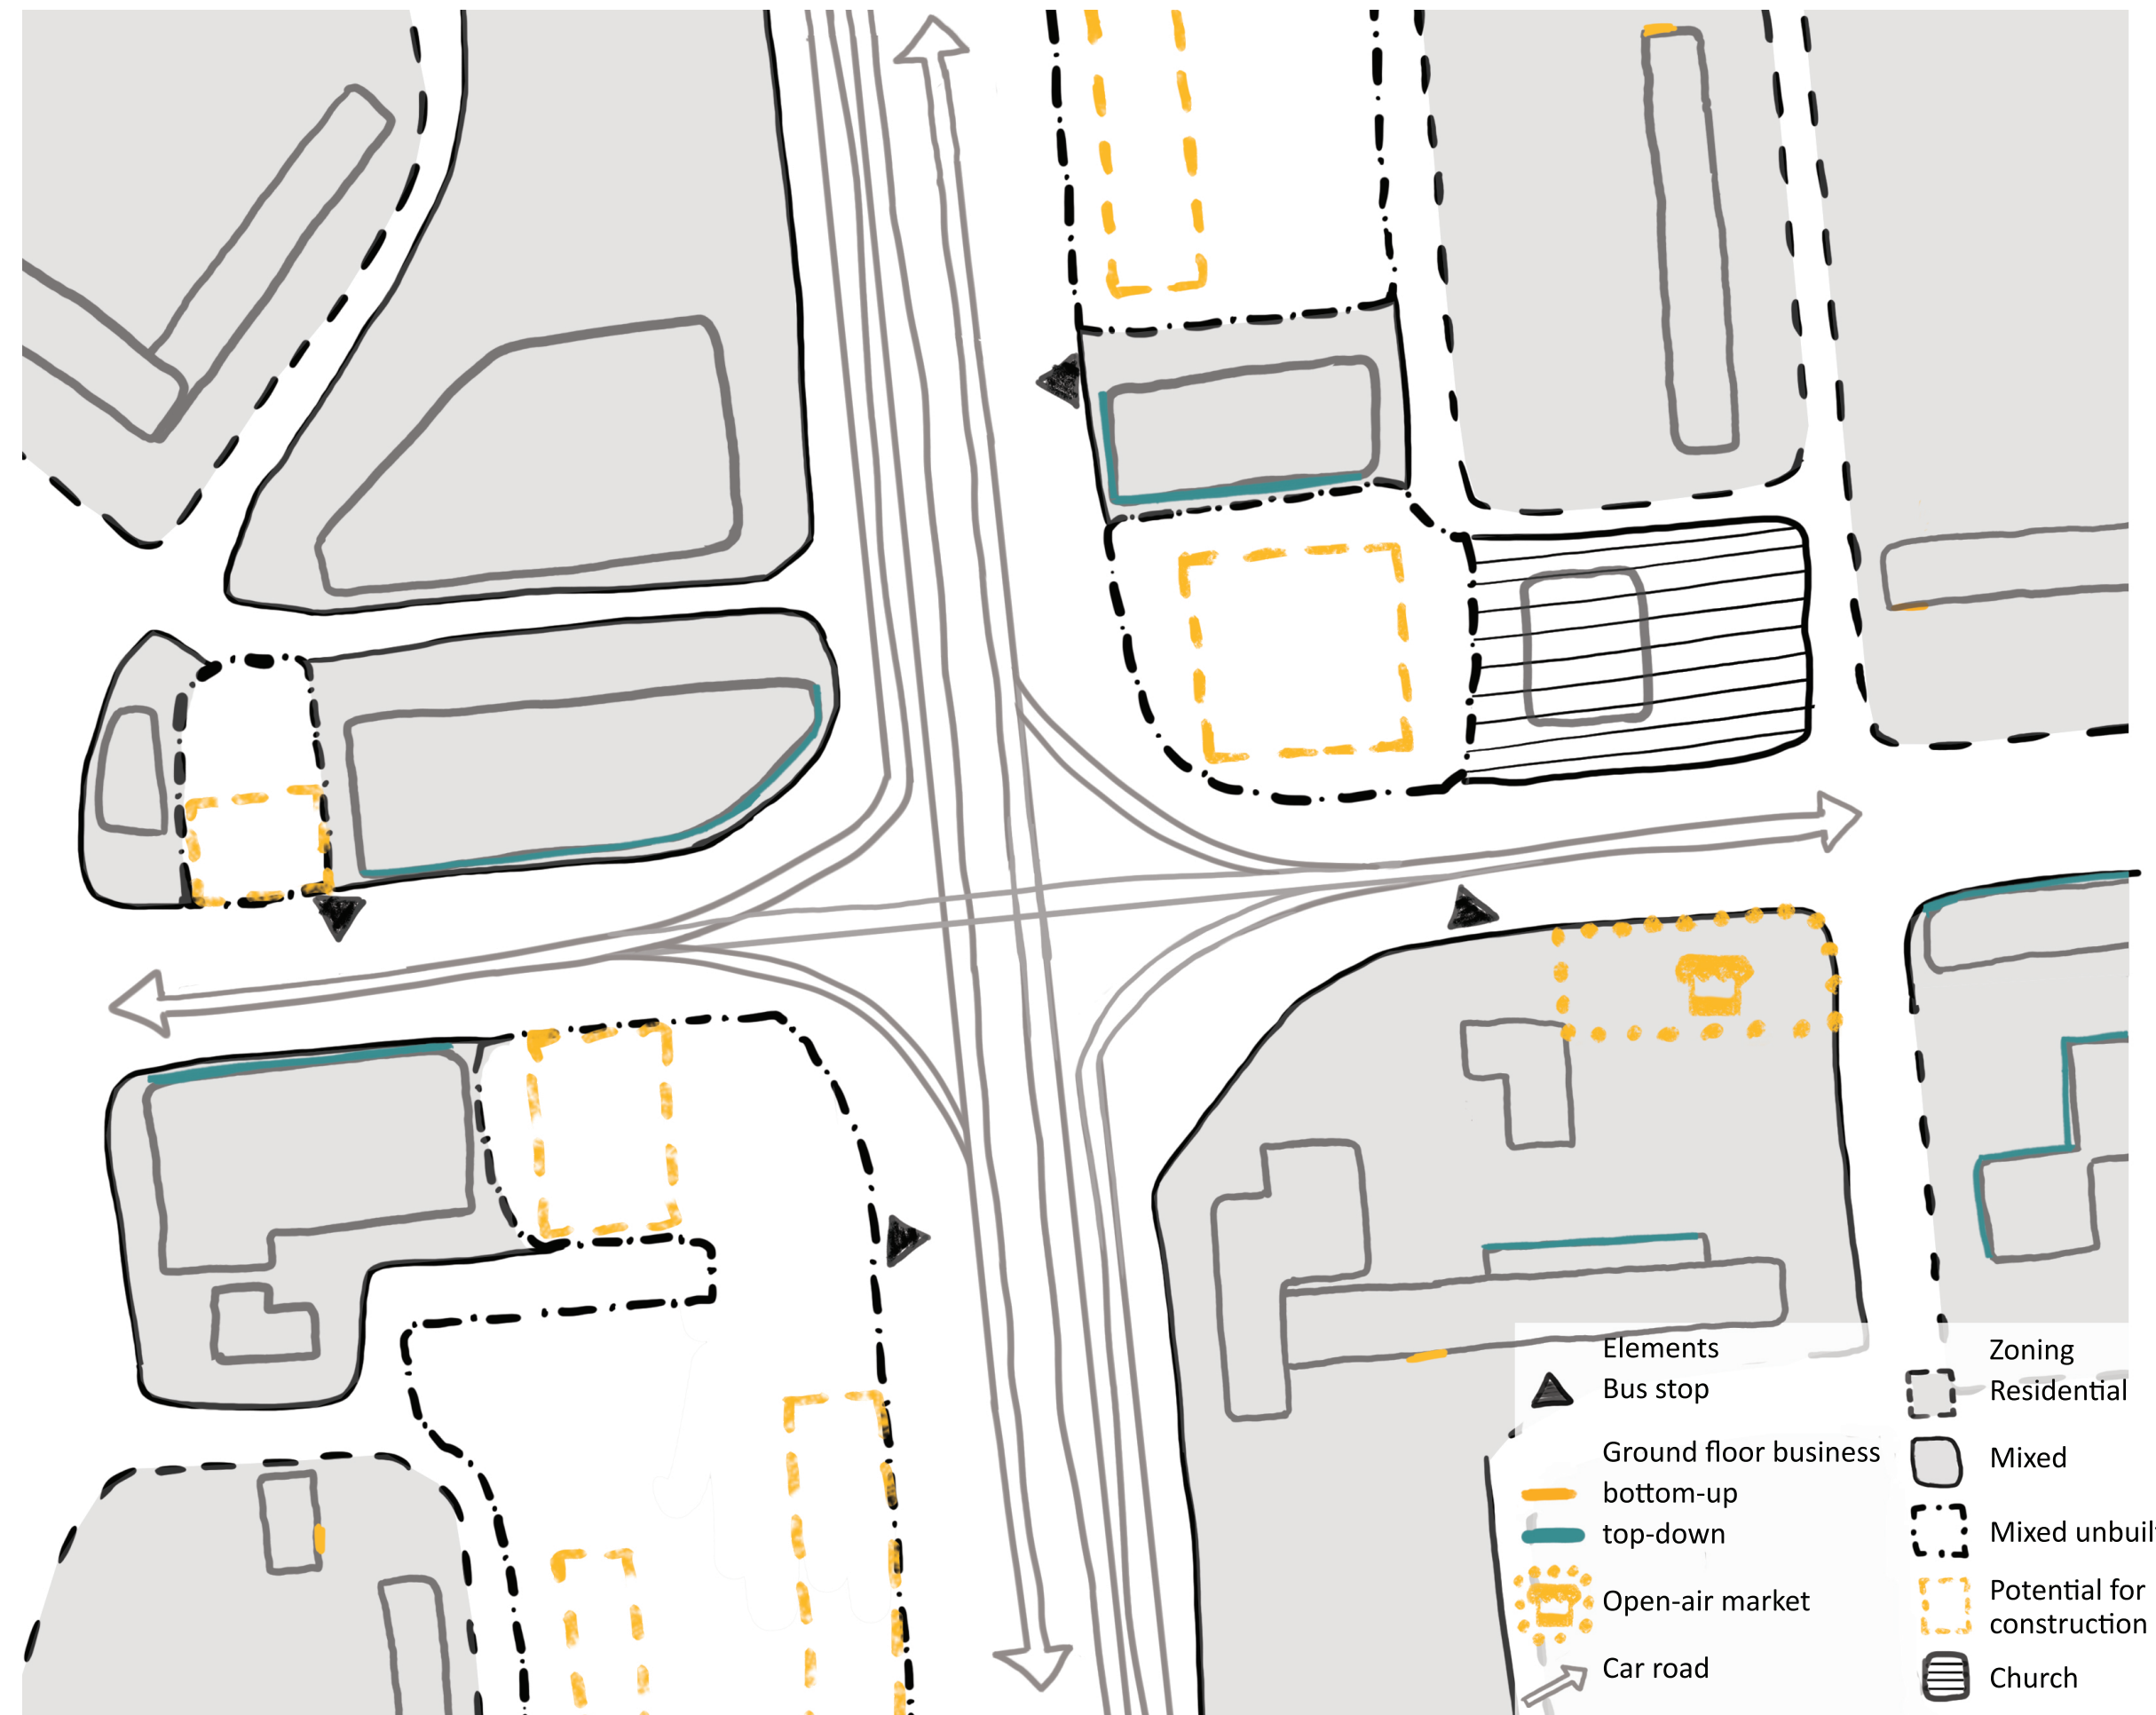 Elements
Bus stop
Ground floor business
bottom-up
top-down
Open-air market
Car road
Zoning
Residential
Mixed
Mixed unbuil
Potential for
construction
Church